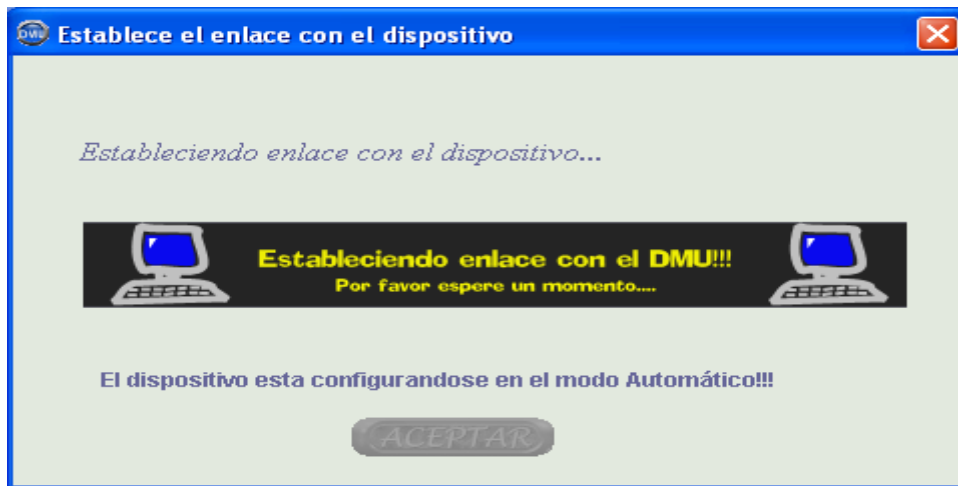 DMU Establece el enlace con el dispositivo
Estableciendo enlace con el dispositivo...
Estableciendo enlace con el DMU!!!
Por favor espere un momento....
El dispositivo esta configurandose en el modo Automático!!!
ACEPTAR